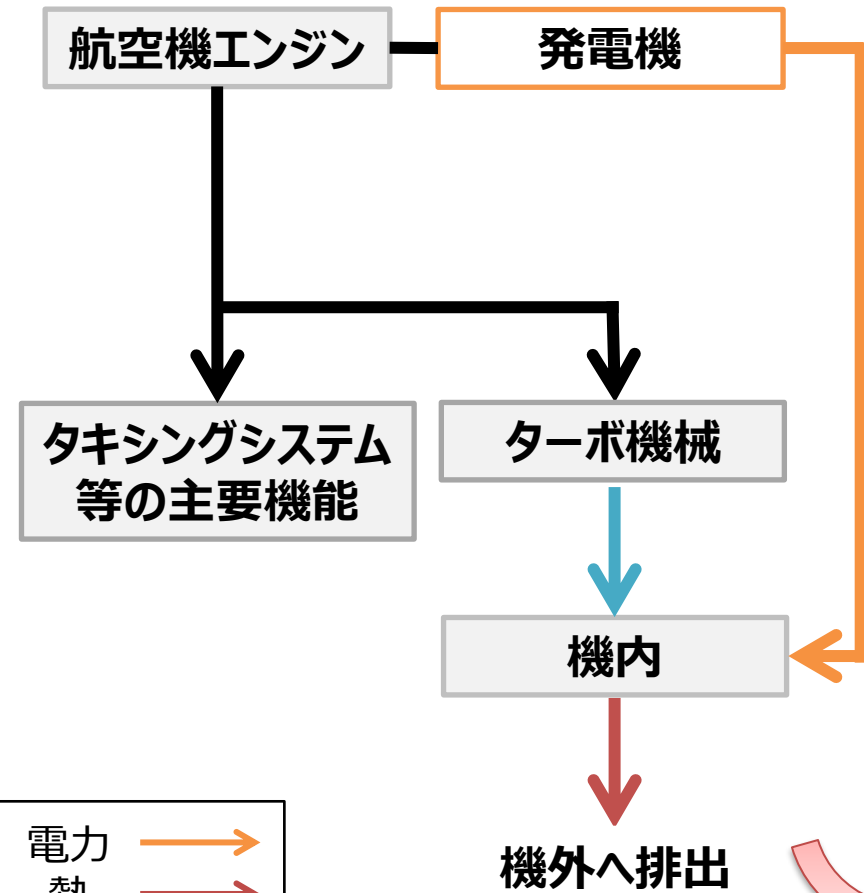 航空機エンジン
発電機
タキシングシステム
等の主要機能
ターボ機械
機内
機外へ排出
電力
熱